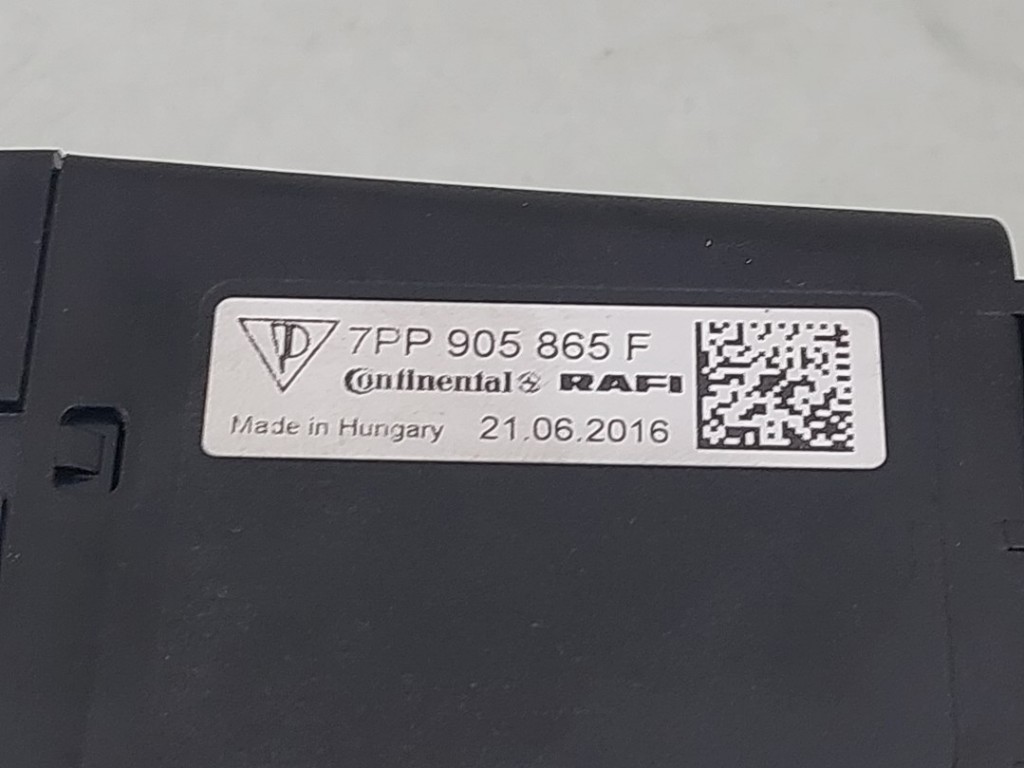 7PP 905 865 F
Continental RAFI
Made in Hungary 21.06.2016